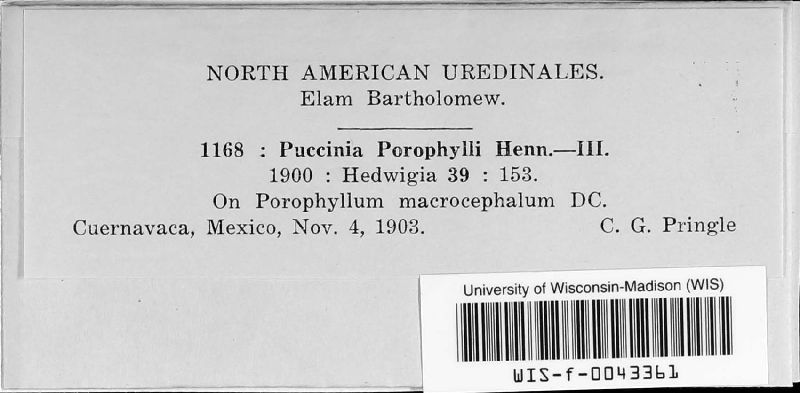 NORTH AMERICAN UREDINALES.
Elam Bartholomew.
1168 : Puccinia Porophylli Henn.—III.
1900 : Hedwigia 39 : 153.
On Porophyllum macrocephalum DC.
Cuernavaca, Mexico, Nov. 4, 1903. C. G. Pringle
University of Wisconsin-Madison (WIS)
WIS-f-0043361